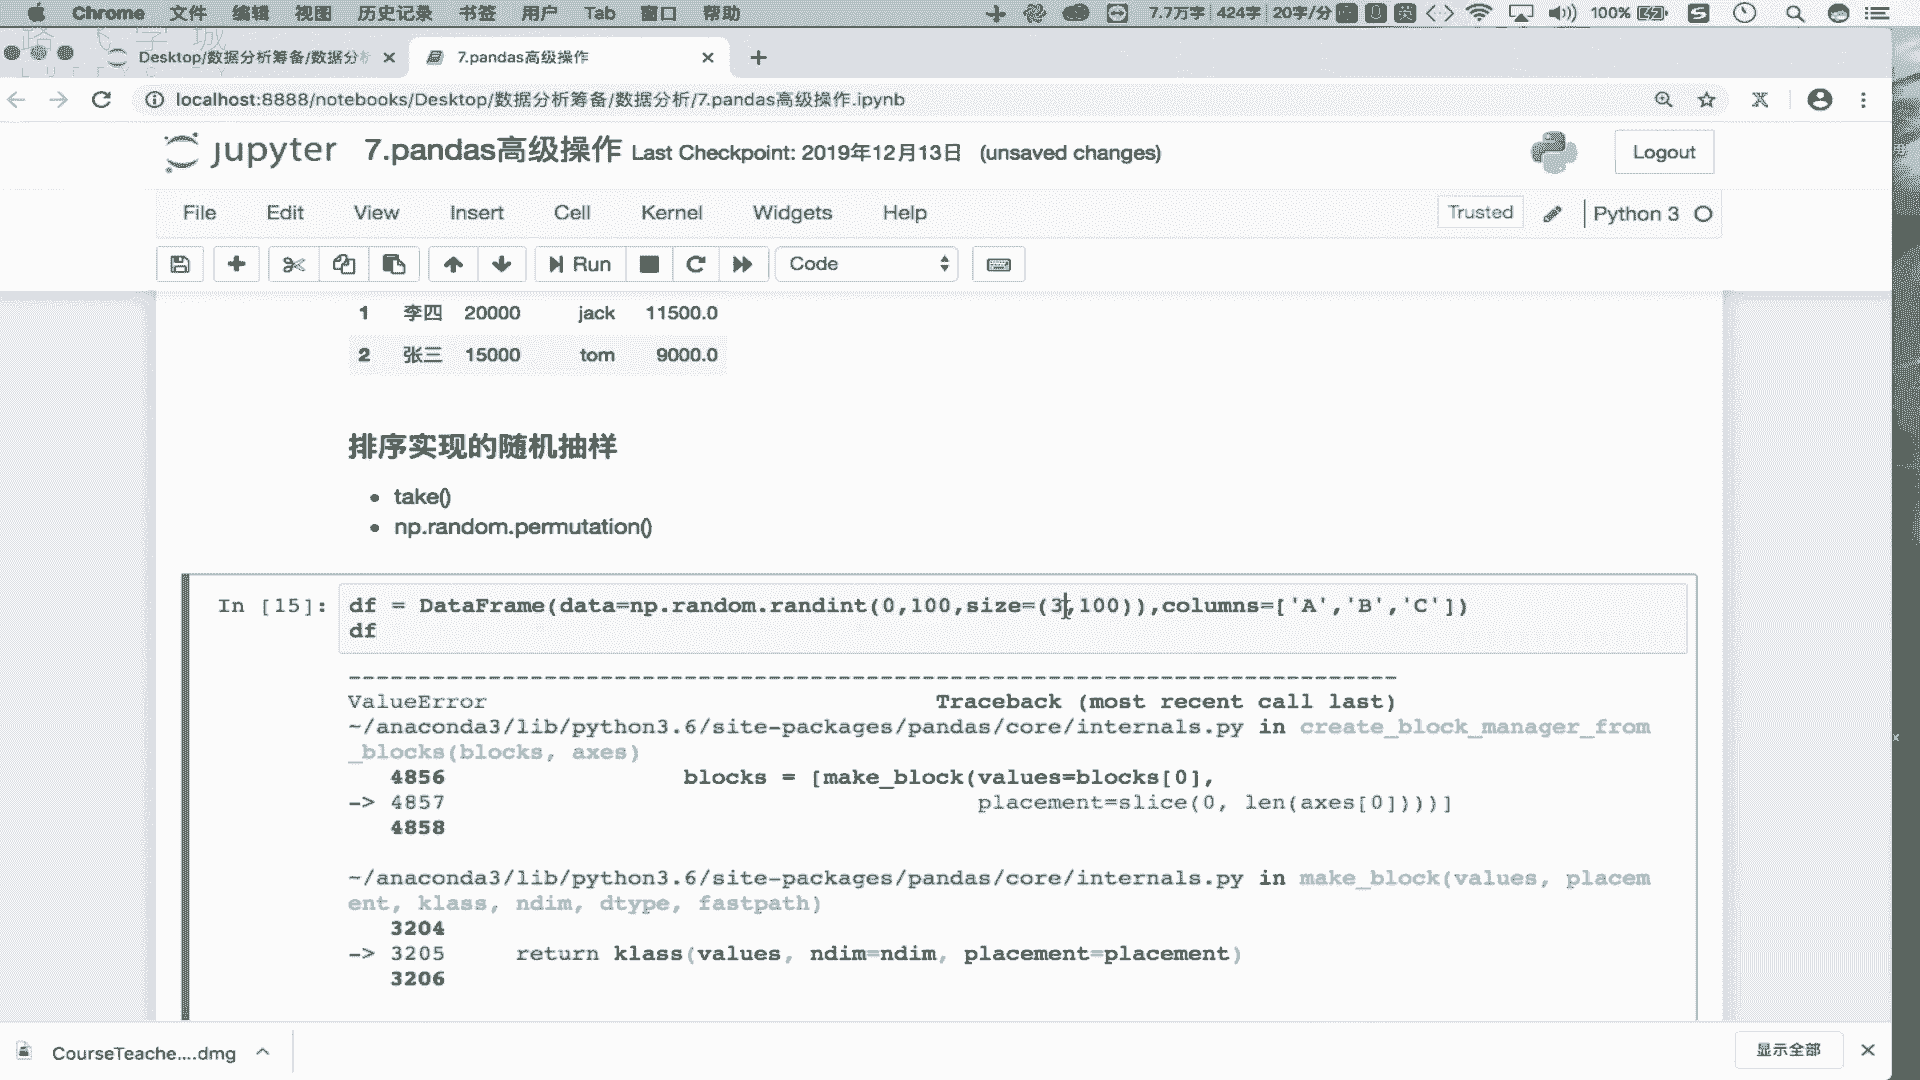 Chrome 文件 编辑 视图 历史记录 书签 用户 Tab 窗口 帮助 7.7万字 424字 20字/分 英 100%
Desktop/数据分析筹备/数据分析
7.pandas高级操作
localhost:8888/notebooks/Desktop/数据分析筹备/数据分析/7.pandas高级操作.ipynb
jupyter 7.pandas高级操作 Last Checkpoint: 2019年12月13日 (unsaved changes) Logout
File Edit View Insert Cell Kernel Widgets Help Trusted Python 3
Run Code
1 李四 20000 jack 11500.0
2 张三 15000 tom 9000.0
排序实现的随机抽样
• take()
• np.random.permutation()
In [15]: df = DataFrame(data=np.random.randint(0,100,size=(3,100)),columns=['A','B','C'])
df
---------------------------------------------------------------------------
ValueError Traceback (most recent call last)
~/anaconda3/lib/python3.6/site-packages/pandas/core/internals.py in create_block_manager_from
_blocks(blocks, axes)
4856 blocks = [make_block(values=blocks[0],
-> 4857 placement=slice(0, len(axes[0])))]
4858
~/anaconda3/lib/python3.6/site-packages/pandas/core/internals.py in make_block(values, placem
ent, klass, ndim, dtype, fastpath)
3204
-> 3205 return klass(values, ndim=ndim, placement=placement)
3206
CourseTeache....dmg 显示全部